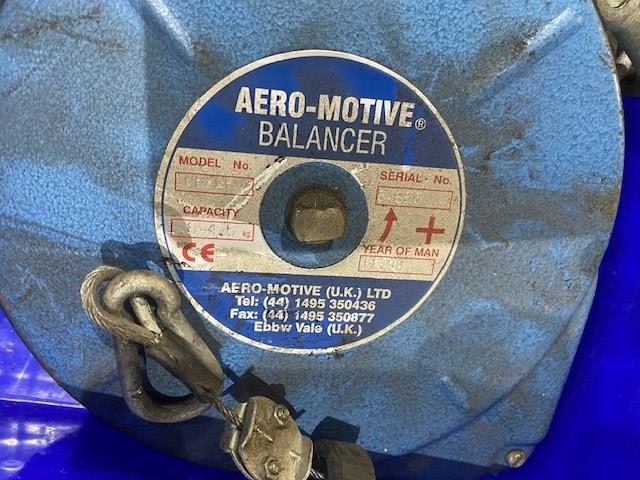 AERO-MOTIVE®
BALANCER
MODEL No.
SERIAL No.
CAPACITY
kg
+
CE
YEAR OF MAN
AERO-MOTIVE (U.K.) LTD
Tel: (44) 1495 350436
Fax: (44) 1495 350877
Ebbw Vale (U.K.)